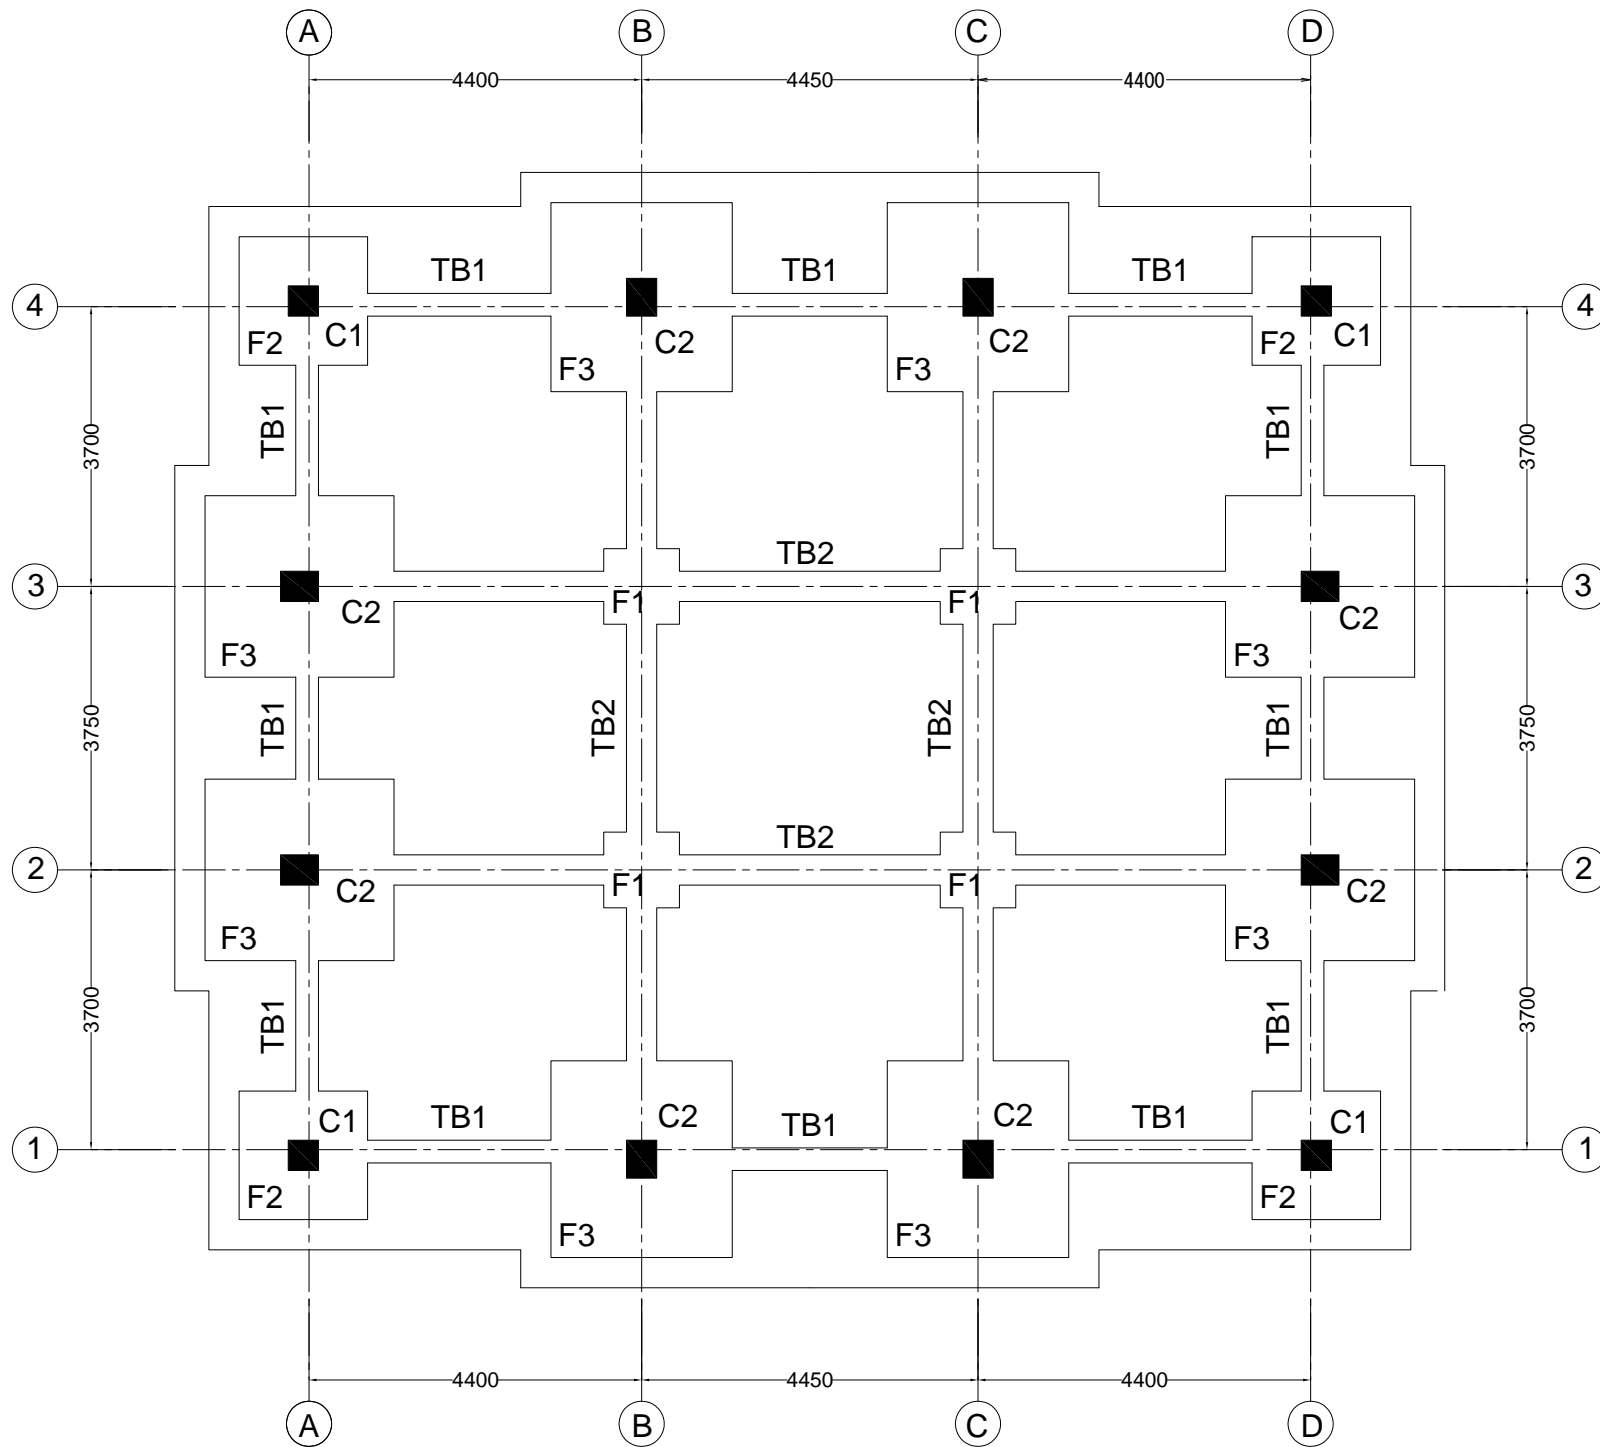 A B C D
4400 4450 4400
TB1 TB1 TB1
4 F2 C1 C2 C2 F2 C1 4
F3 F3
TB1 TB1
3700 3700
TB2
3 C2 F1 F1 C2 3
F3 F3
TB1 TB2 TB2 TB1
3750 3750
TB2
2 C2 F1 F1 C2 2
F3 F3
TB1 TB1
3700 3700
C1 TB1 C2 TB1 C2 TB1 C1
1 1
F2 F2
F3 F3
4400 4450 4400
A B C D